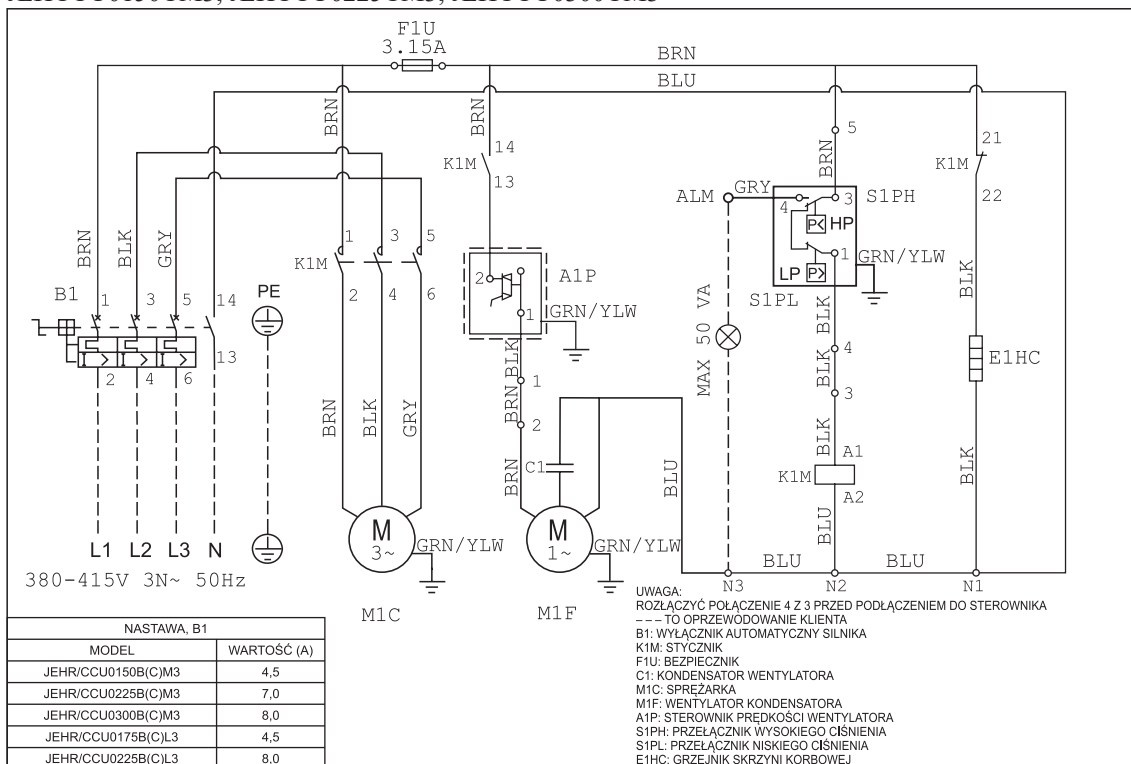 F1U
3.15A
BRN
BLU
BRN
BRN
14
K1M
13
5
BRN
21
K1M
22
ALM
GRY
4
3
S1PH
P<
HP
1
LP
P>
GRN/YLW
S1PL
BRN
BLK
GRY
B1
1
3
5
14
PE
13
2
4
6
K1M
1
3
5
2
4
6
2
A1P
1
GRN/YLW
BLK
1
BRN
2
BRN
C1
BRN
BLK
GRY
MAX 50 VA
BLK
4
BLK
3
BLK
A1
K1M
A2
BLU
BLK
E1HC
BLK
BLU
I >
I >
I >
L1
L2
L3
N
380-415V 3N~ 50Hz
M
3~
GRN/YLW
M1C
M
1~
GRN/YLW
M1F
BLU
BLU
N3
N2
N1
NASTAWA, B1
MODEL
WARTOŚĆ (A)
JEHR/CCU0150B(C)M3
4,5
JEHR/CCU0225B(C)M3
7,0
JEHR/CCU0300B(C)M3
8,0
JEHR/CCU0175B(C)L3
4,5
JEHR/CCU0225B(C)L3
8,0
UWAGA:
ROZŁĄCZYĆ POŁĄCZENIE 4 Z 3 PRZED PODŁĄCZENIEM DO STEROWNIKA
– – – TO OPRZEWODOWANIE KLIENTA
B1: WYŁĄCZNIK AUTOMATYCZNY SILNIKA
K1M: STYCZNIK
F1U: BEZPIECZNIK
C1: KONDENSATOR WENTYLATORA
M1C: SPRĘŻARKA
M1F: WENTYLATOR KONDENSATORA
A1P: STEROWNIK PRĘDKOŚCI WENTYLATORA
S1PH: PRZEŁĄCZNIK WYSOKIEGO CIŚNIENIA
S1PL: PRZEŁĄCZNIK NISKIEGO CIŚNIENIA
E1HC: GRZEJNIK SKRZYNI KORBOWEJ